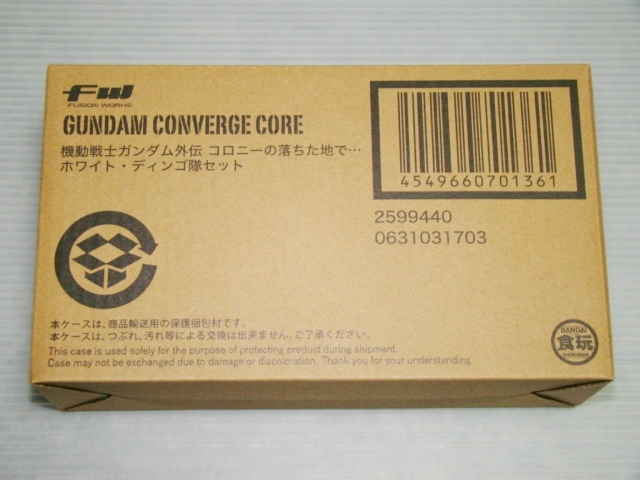 FW
FUSION WORKS
GUNDAM CONVERGE CORE
機動戦士ガンダム外伝 コロニーの落ちた地で…
ホワイト・ディンゴ隊セット
4549660701361
2599440
0631031703
本ケースは、商品輸送用の保護梱包材です。
本ケースは、つぶれ、汚れ等による交換は出来ません。ご了承ください。
This case is used solely for the purpose of protecting product during shipment.
Case may not be exchanged due to damage or discoloration. Thank you for your understanding.
BANDAI
食玩
SHOKUGAN